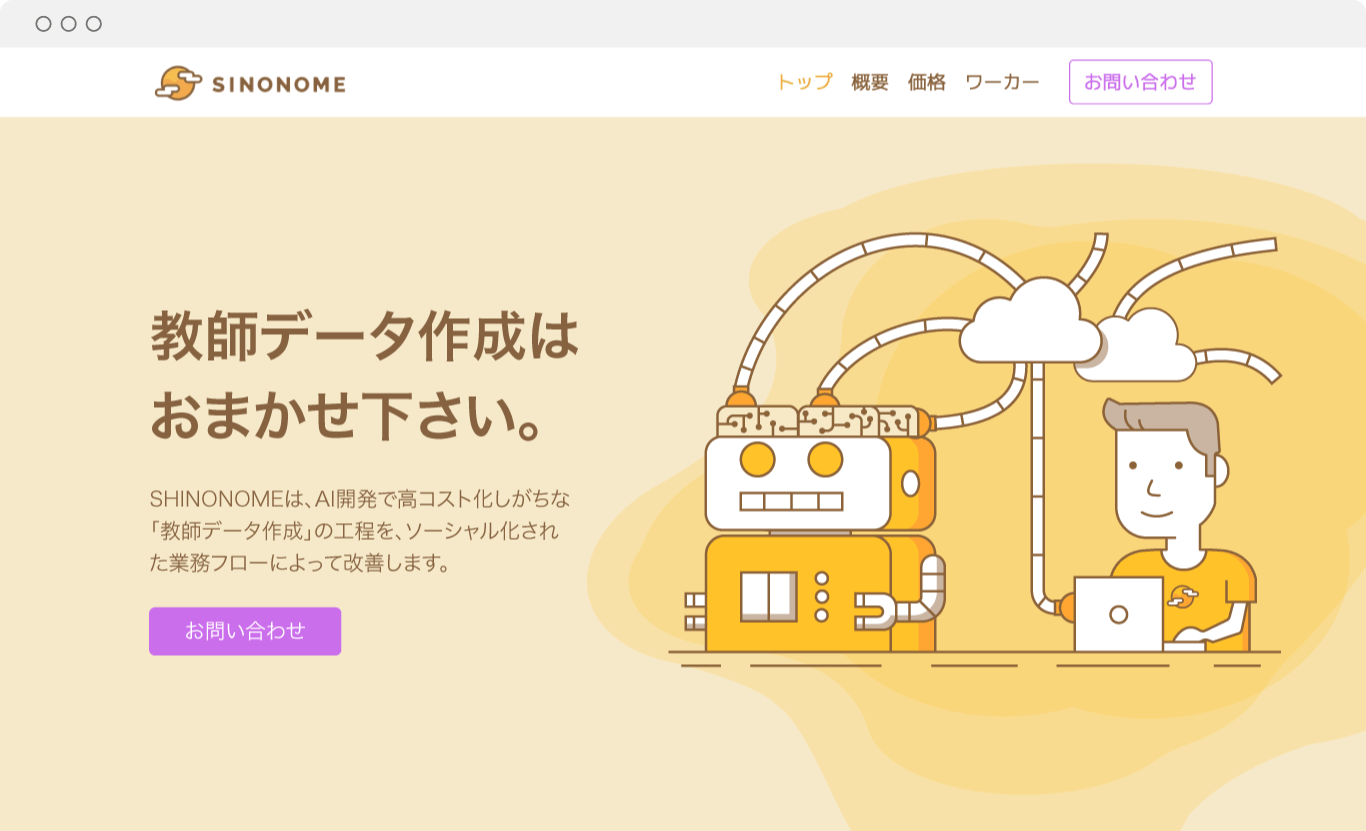 SINONOME
トップ 概要 価格 ワーカー お問い合わせ
教師データ作成は
おまかせ下さい。
SHINONOMEは、AI開発で高コスト化しがちな
「教師データ作成」の工程を、ソーシャル化され
た業務フローによって改善します。
お問い合わせ